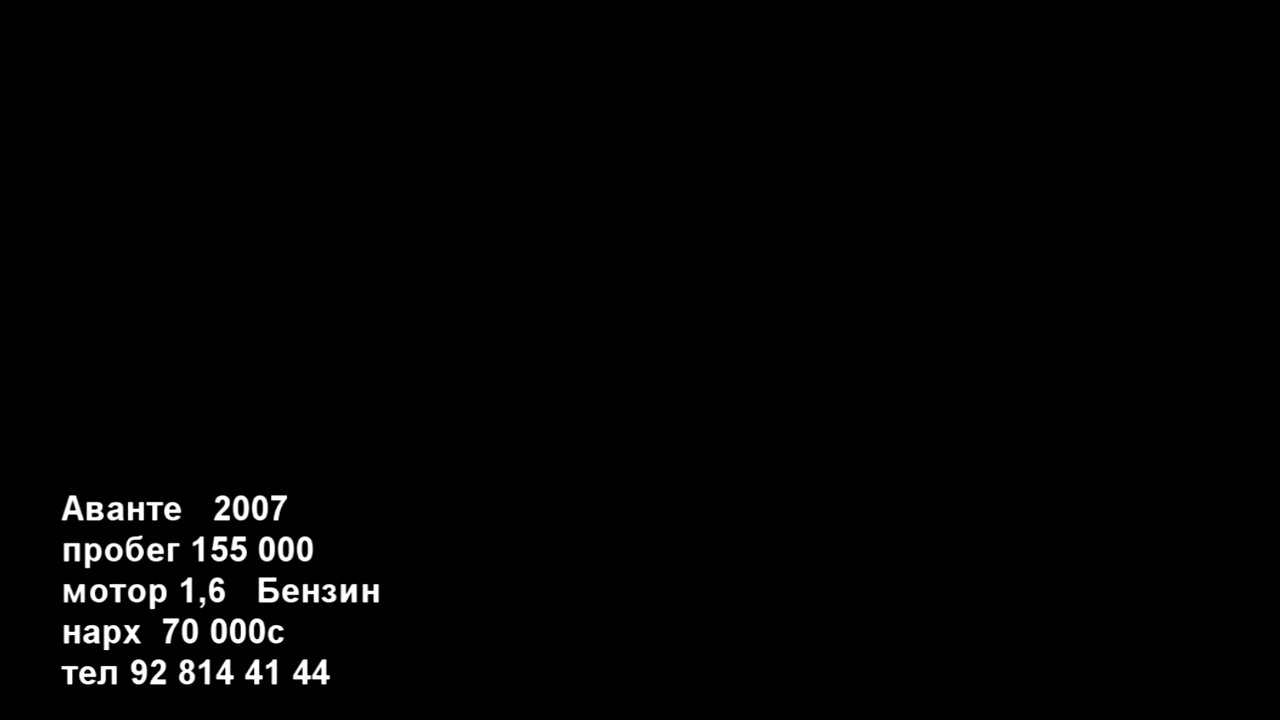 Аванте 2007
пробег 155 000
мотор 1,6 Бензин
нарх 70 000с
тел 92 814 41 44